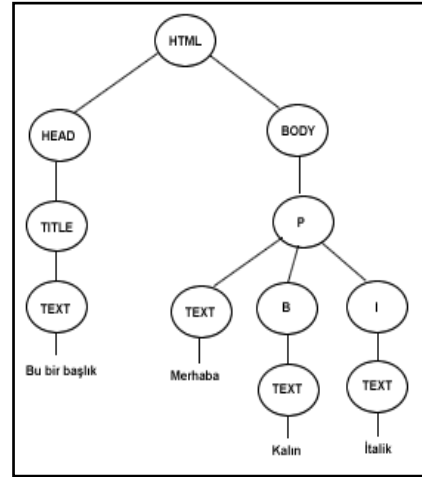 HTML
HEAD
BODY
TITLE
P
TEXT
TEXT
B
I
Bu bir başlık
Merhaba
TEXT
TEXT
Kalın
İtalik